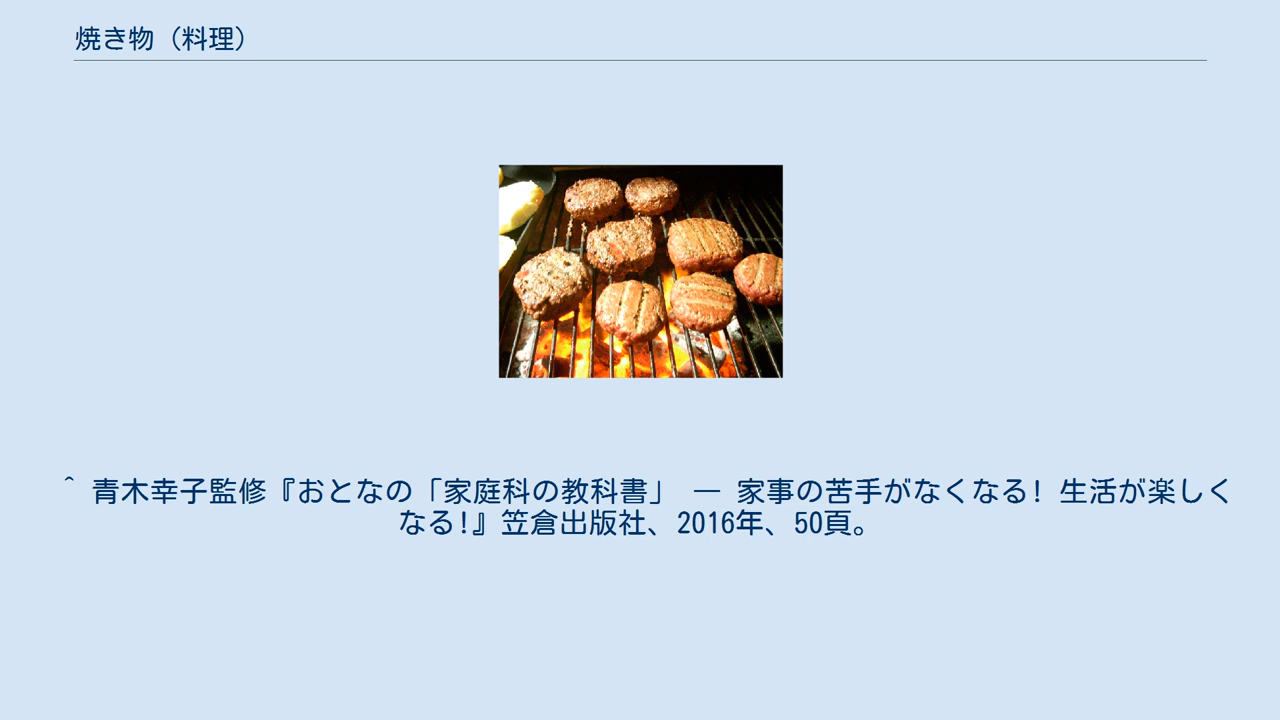 焼き物（料理）
^ 青木幸子監修『おとなの「家庭科の教科書」 ― 家事の苦手がなくなる! 生活が楽しく
なる!』笠倉出版社、2016年、50頁。